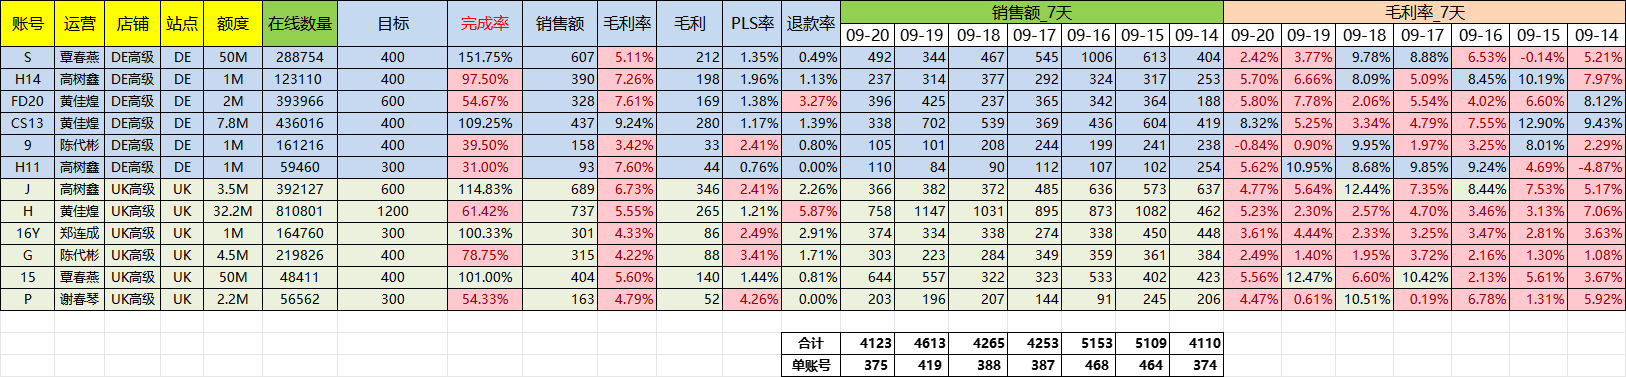 账号 运营 店铺 站点 额度 在线数量 目标 完成率 销售额 毛利率 毛利 PLS率 退款率 销售额_7天 毛利率_7天
09-20 09-19 09-18 09-17 09-16 09-15 09-14 09-20 09-19 09-18 09-17 09-16 09-15 09-14
S 覃春燕 DE高级 DE 50M 288754 400 151.75% 607 5.11% 212 1.35% 0.49% 492 344 467 545 1006 613 404 2.42% 3.77% 9.78% 8.88% 6.53% -0.14% 5.21%
H14 高树鑫 DE高级 DE 1M 123110 400 97.50% 390 7.26% 198 1.96% 1.13% 237 314 377 292 324 317 253 5.70% 6.66% 8.09% 5.09% 8.45% 10.19% 7.97%
FD20 黄佳煌 DE高级 DE 2M 393966 600 54.67% 328 7.61% 169 1.38% 3.27% 396 425 237 365 342 364 188 5.80% 7.78% 2.06% 5.54% 4.02% 6.60% 8.12%
CS13 黄佳煌 DE高级 DE 7.8M 436016 400 109.25% 437 9.24% 280 1.17% 1.39% 338 702 539 369 436 604 419 8.32% 5.25% 3.34% 4.79% 7.55% 12.90% 9.43%
9 陈代彬 DE高级 DE 1M 161216 400 39.50% 158 3.42% 33 2.41% 0.80% 105 101 208 244 199 241 238 -0.84% 0.90% 9.95% 1.97% 3.25% 8.01% 2.29%
H11 高树鑫 DE高级 DE 1M 59460 300 31.00% 93 7.60% 44 0.76% 0.00% 110 84 90 112 107 102 254 5.62% 10.95% 8.68% 9.85% 9.24% 4.69% -4.87%
J 高树鑫 UK高级 UK 3.5M 392127 600 114.83% 689 6.73% 346 2.41% 2.26% 366 382 372 485 636 573 637 4.77% 5.64% 12.44% 7.35% 8.44% 7.53% 5.17%
H 黄佳煌 UK高级 UK 32.2M 810801 1200 61.42% 737 5.55% 265 1.21% 5.87% 758 1147 1031 895 873 1082 462 5.23% 2.30% 2.57% 4.70% 3.46% 3.13% 7.06%
16Y 郑连成 UK高级 UK 1M 164760 300 100.33% 301 4.33% 86 2.49% 2.91% 374 334 338 274 338 450 448 3.61% 4.44% 2.33% 3.25% 3.47% 2.81% 3.63%
G 陈代彬 UK高级 UK 4.5M 219826 400 78.75% 315 4.22% 88 3.41% 1.71% 303 223 284 349 359 361 384 2.49% 1.40% 1.95% 3.72% 2.16% 1.30% 1.08%
15 覃春燕 UK高级 UK 50M 48411 400 101.00% 404 5.60% 140 1.44% 0.81% 644 557 322 323 533 402 423 5.56% 12.47% 6.60% 10.42% 2.13% 5.61% 3.67%
P 谢春琴 UK高级 UK 2.2M 56562 300 54.33% 163 4.79% 52 4.26% 0.00% 203 196 207 144 91 245 206 4.47% 0.61% 10.51% 0.19% 6.78% 1.31% 5.92%
合计 4123 4613 4265 4253 5153 5109 4110
单账号 375 419 388 387 468 464 374